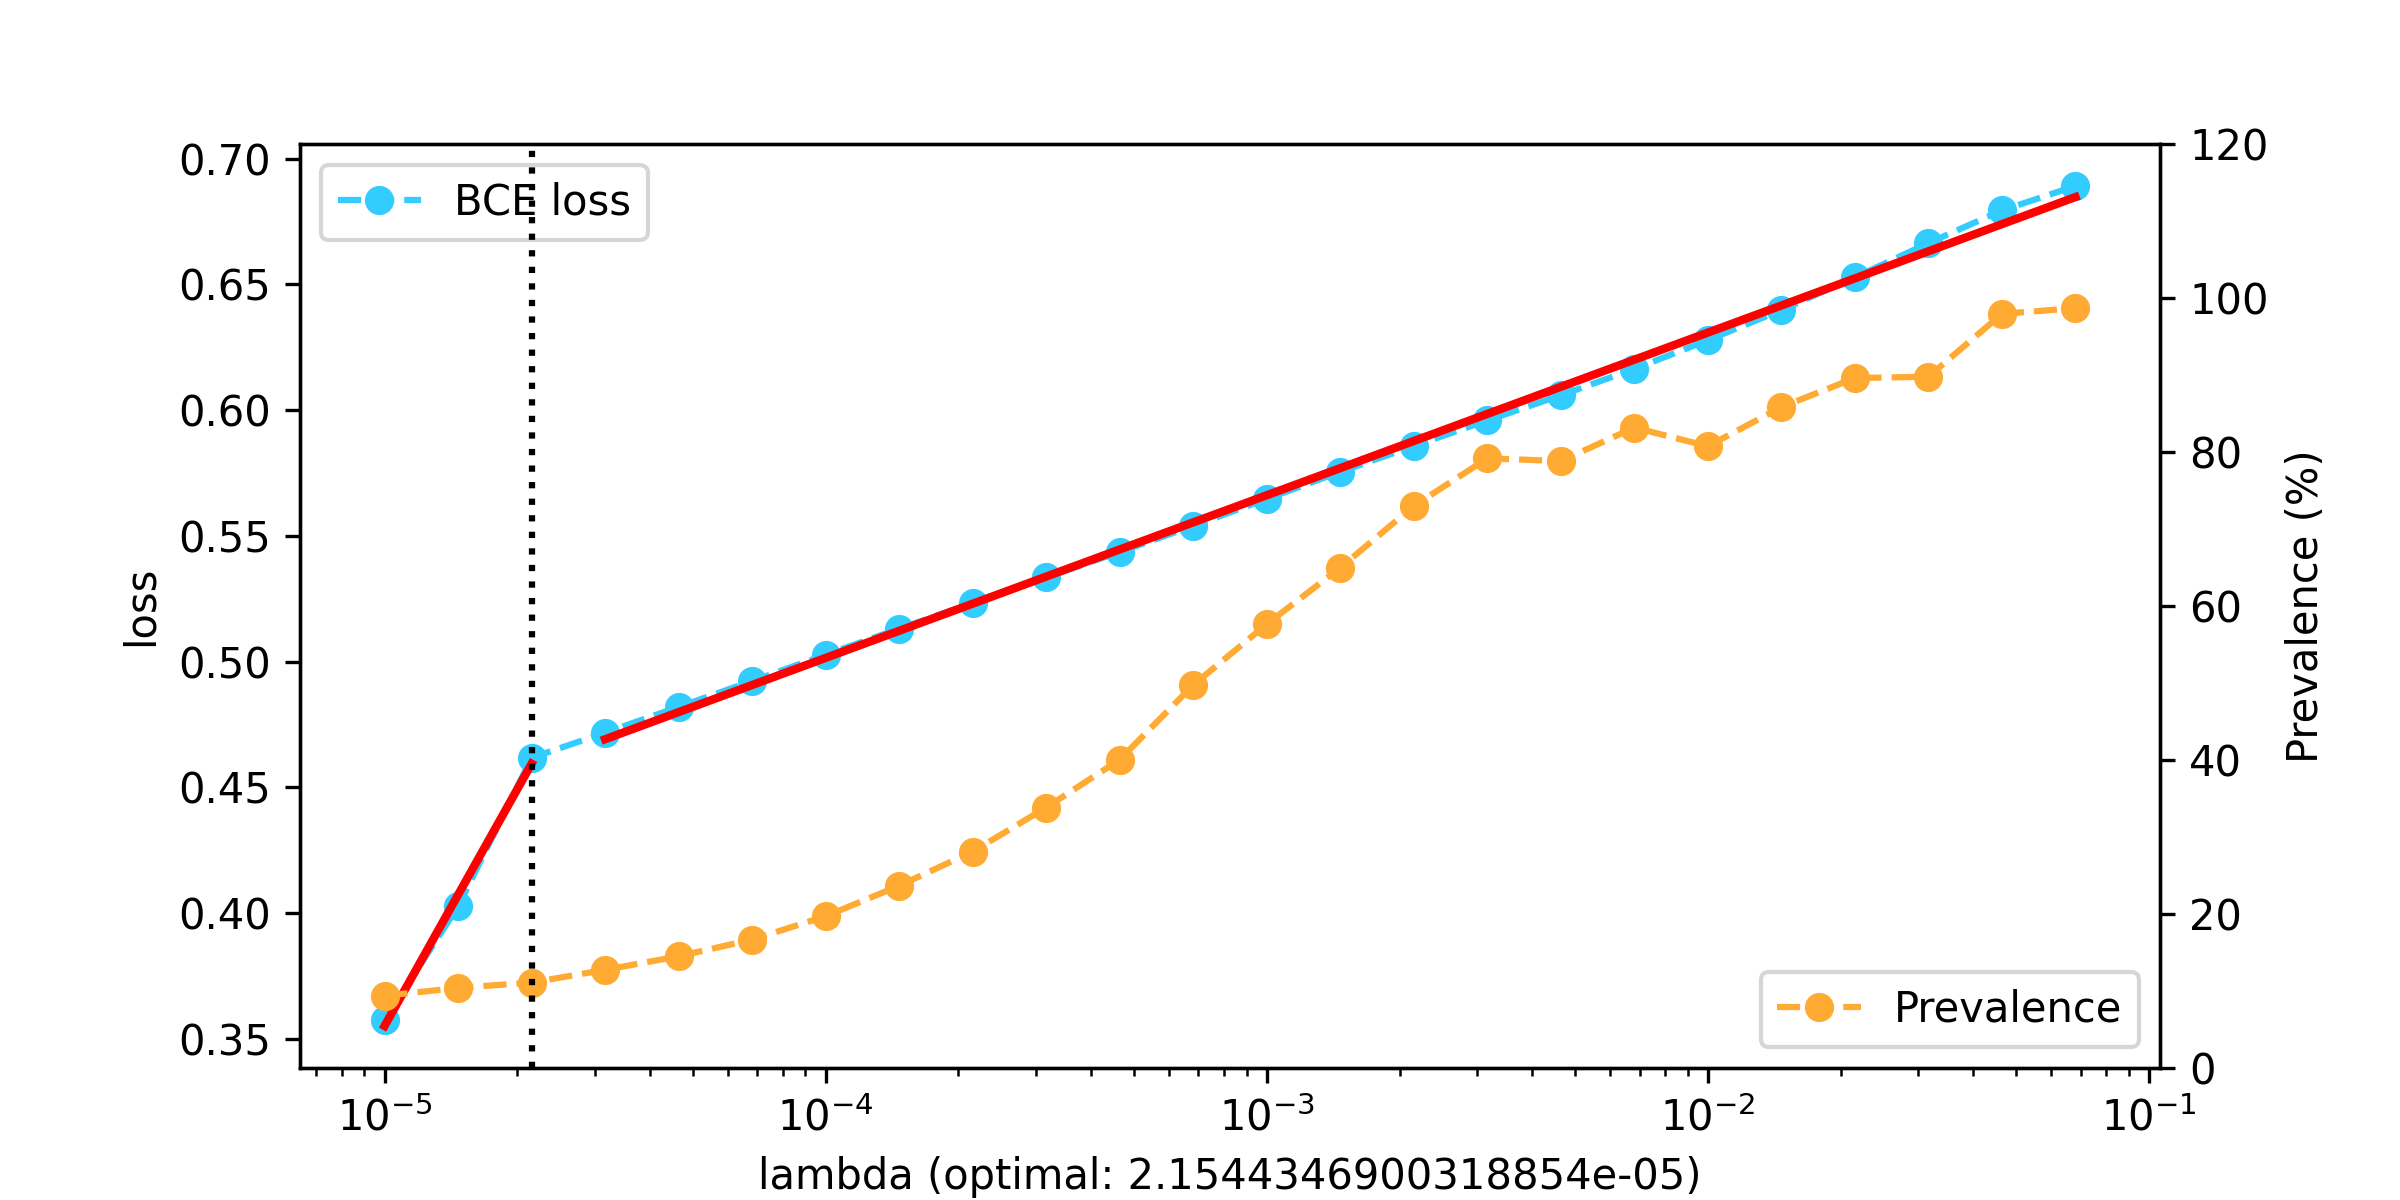 BCE loss
0.70
0.65
0.60
0.55
0.50
0.45
0.40
0.35
loss
120
100
80
60
40
20
0
Prevalence (%)
Prevalence
10⁻⁵ 10⁻⁴ 10⁻³ 10⁻² 10⁻¹
lambda (optimal: 2.1544346900318854e-05)